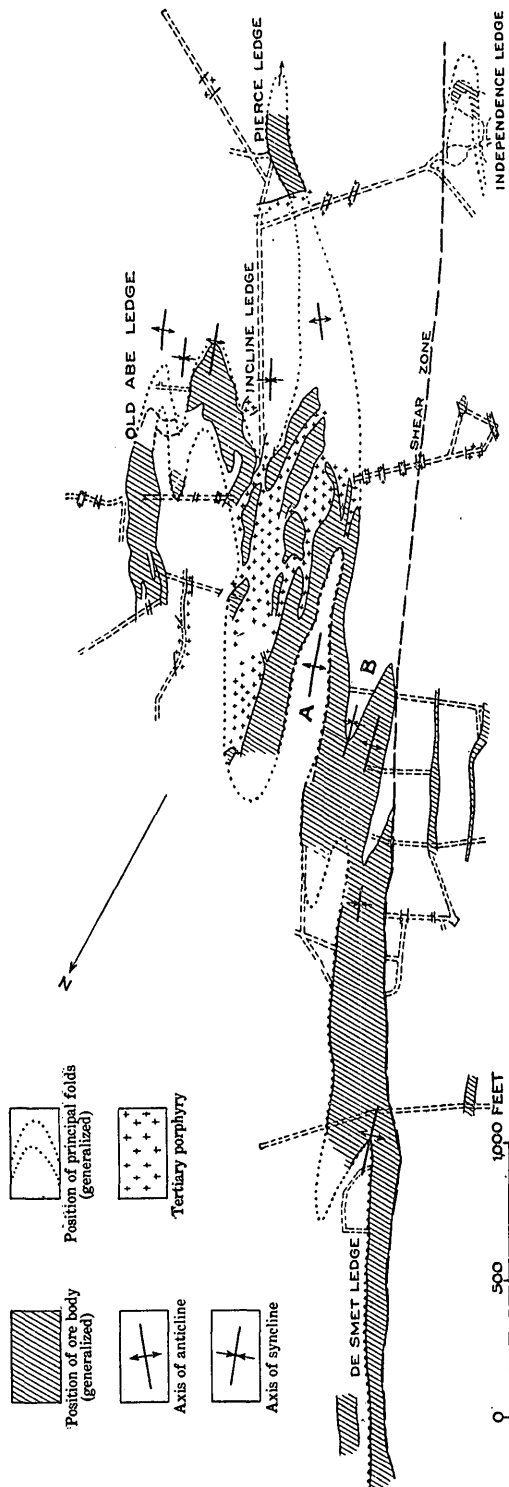 Position of ore body
(generalized)
Position of principal folds
(generalized)
Axis of anticline
Tertiary porphyry
Axis of syncline
N
OLD ABE LEDGE
INCLINE LEDGE
PIERCE LEDGE
A
B
SHEAR ZONE
INDEPENDENCE LEDGE
DE SMET LEDGE
0 500 1000 FEET